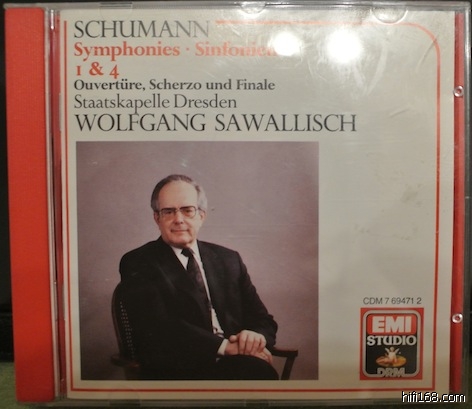 SCHUMANN
Symphonies · Sinfonien
1 & 4
Ouvertüre, Scherzo und Finale
Staatskapelle Dresden
WOLFGANG SAWALLISCH
CDM 7 69471 2
EMI
STUDIO
DRM
hifi168.com